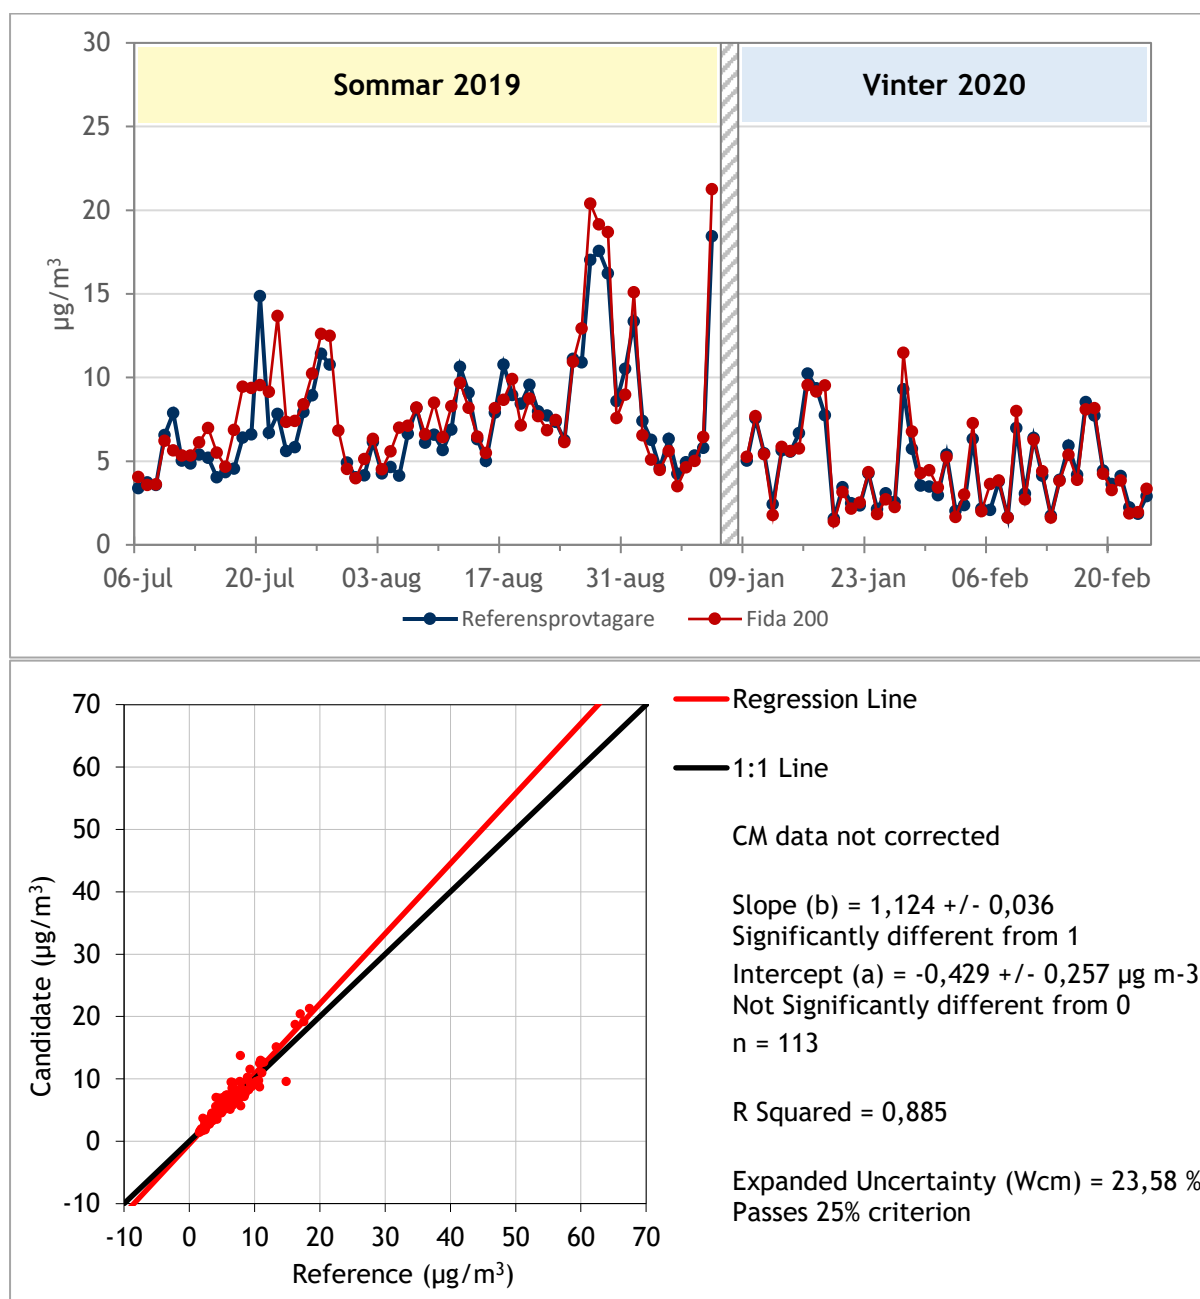 30
Sommar 2019
Vinter 2020
25
20
µg/m³
15
10
5
0
06-jul
20-jul
03-aug
17-aug
31-aug
09-jan
23-jan
06-feb
20-feb
Referensprovtagare
Fida 200
70
60
50
40
30
20
10
0
-10
Candidate (µg/m³)
-10
0
10
20
30
40
50
60
70
Reference (µg/m³)
Regression Line
1:1 Line
CM data not corrected
Slope (b) = 1,124 +/- 0,036
Significantly different from 1
Intercept (a) = -0,429 +/- 0,257 µg m-3
Not Significantly different from 0
n = 113
R Squared = 0,885
Expanded Uncertainty (Wcm) = 23,58 %
Passes 25% criterion